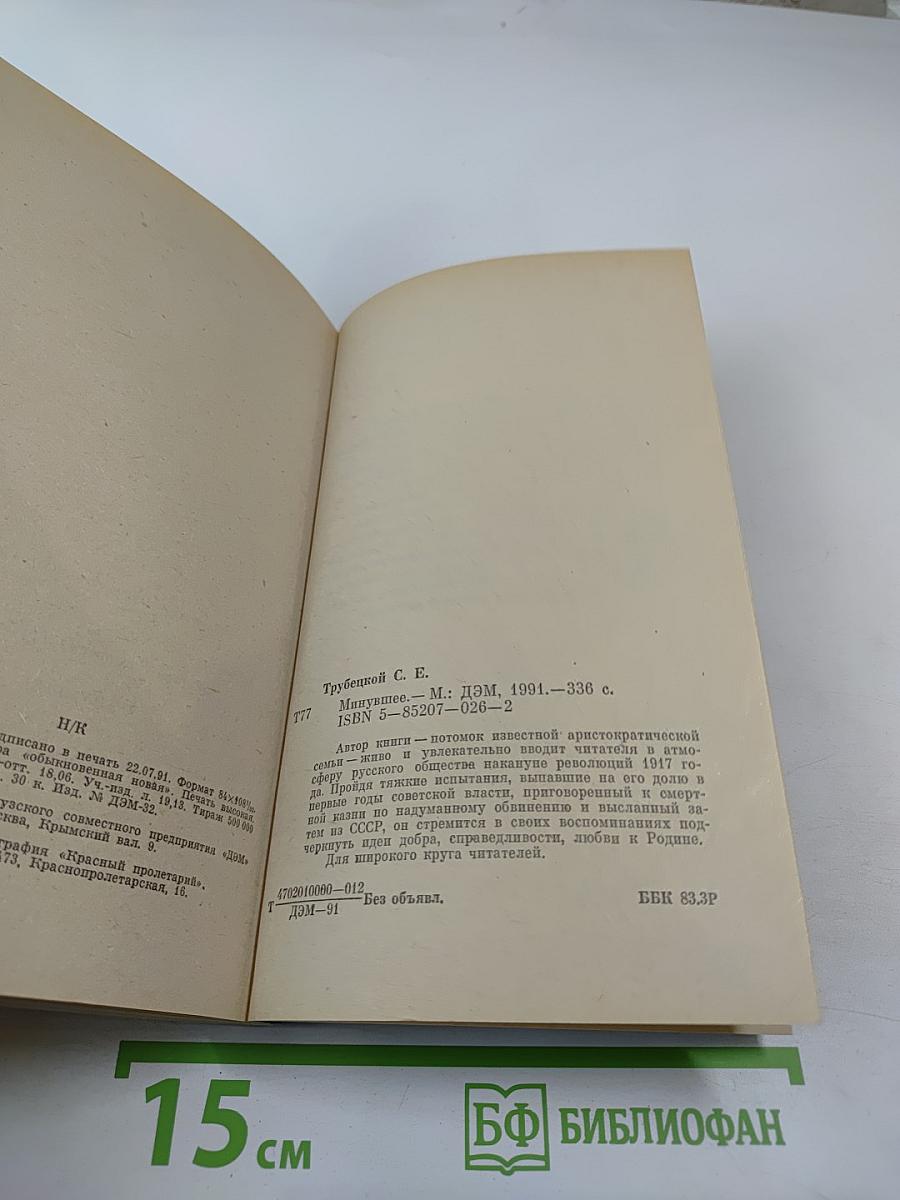 Н/К
дписано в печать 22.07.91. Формат 84×108¹/₃₂.
ра «обыкновенная новая». Печать высокая.
-отт. 18,06. Уч.-изд. л. 19,13. Тираж 500 000
. 30 к. Изд. № ДЭМ-32.
узского совместного предприятия «ДЭМ»
сква, Крымский вал. 9.
графия «Красный пролетарий».
473, Краснопролетарская, 16.
Трубецкой С. Е.
Т77
Минувшее.— М.: ДЭМ, 1991.—336 с.
ISBN 5—85207—026—2
Автор книги — потомок известной аристократической
семьи — живо и увлекательно вводит читателя в атмо-
сферу русского общества накануне революций 1917 го-
да. Пройдя тяжкие испытания, выпавшие на его долю в
первые годы советской власти, приговоренный к смерт-
ной казни по надуманному обвинению и высланный за-
тем из СССР, он стремится в своих воспоминаниях под-
черкнуть идеи добра, справедливости, любви к Родине.
Для широкого круга читателей.
Т 4702010000—012 Без объявл.
ДЭМ—91
ББК 83.3Р
15 см
БФ БИБЛИОФАН